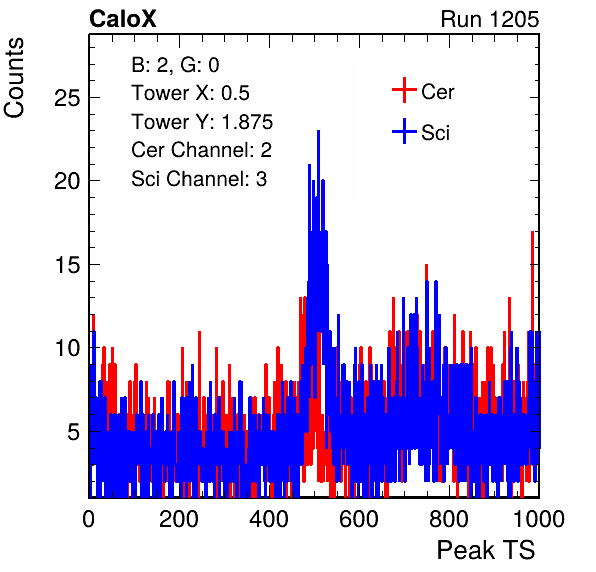 CaloX Run 1205
Counts
B: 2, G: 0
Tower X: 0.5
Tower Y: 1.875
Cer Channel: 2
Sci Channel: 3
Cer
Sci
25
20
15
10
5
0 200 400 600 800 1000
Peak TS